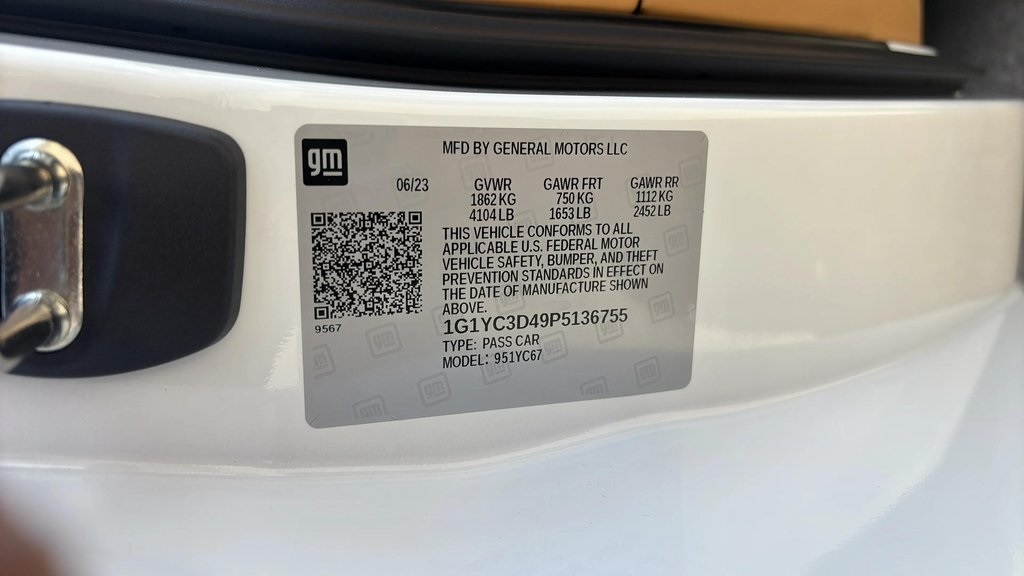 gm
MFD BY GENERAL MOTORS LLC
06/23 GVWR GAWR FRT GAWR RR
1862 KG 750 KG 1112 KG
4104 LB 1653 LB 2452 LB
THIS VEHICLE CONFORMS TO ALL
APPLICABLE U.S. FEDERAL MOTOR
VEHICLE SAFETY, BUMPER, AND THEFT
PREVENTION STANDARDS IN EFFECT ON
THE DATE OF MANUFACTURE SHOWN
ABOVE.
9567
1G1YC3D49P5136755
TYPE: PASS CAR
MODEL: 951YC67